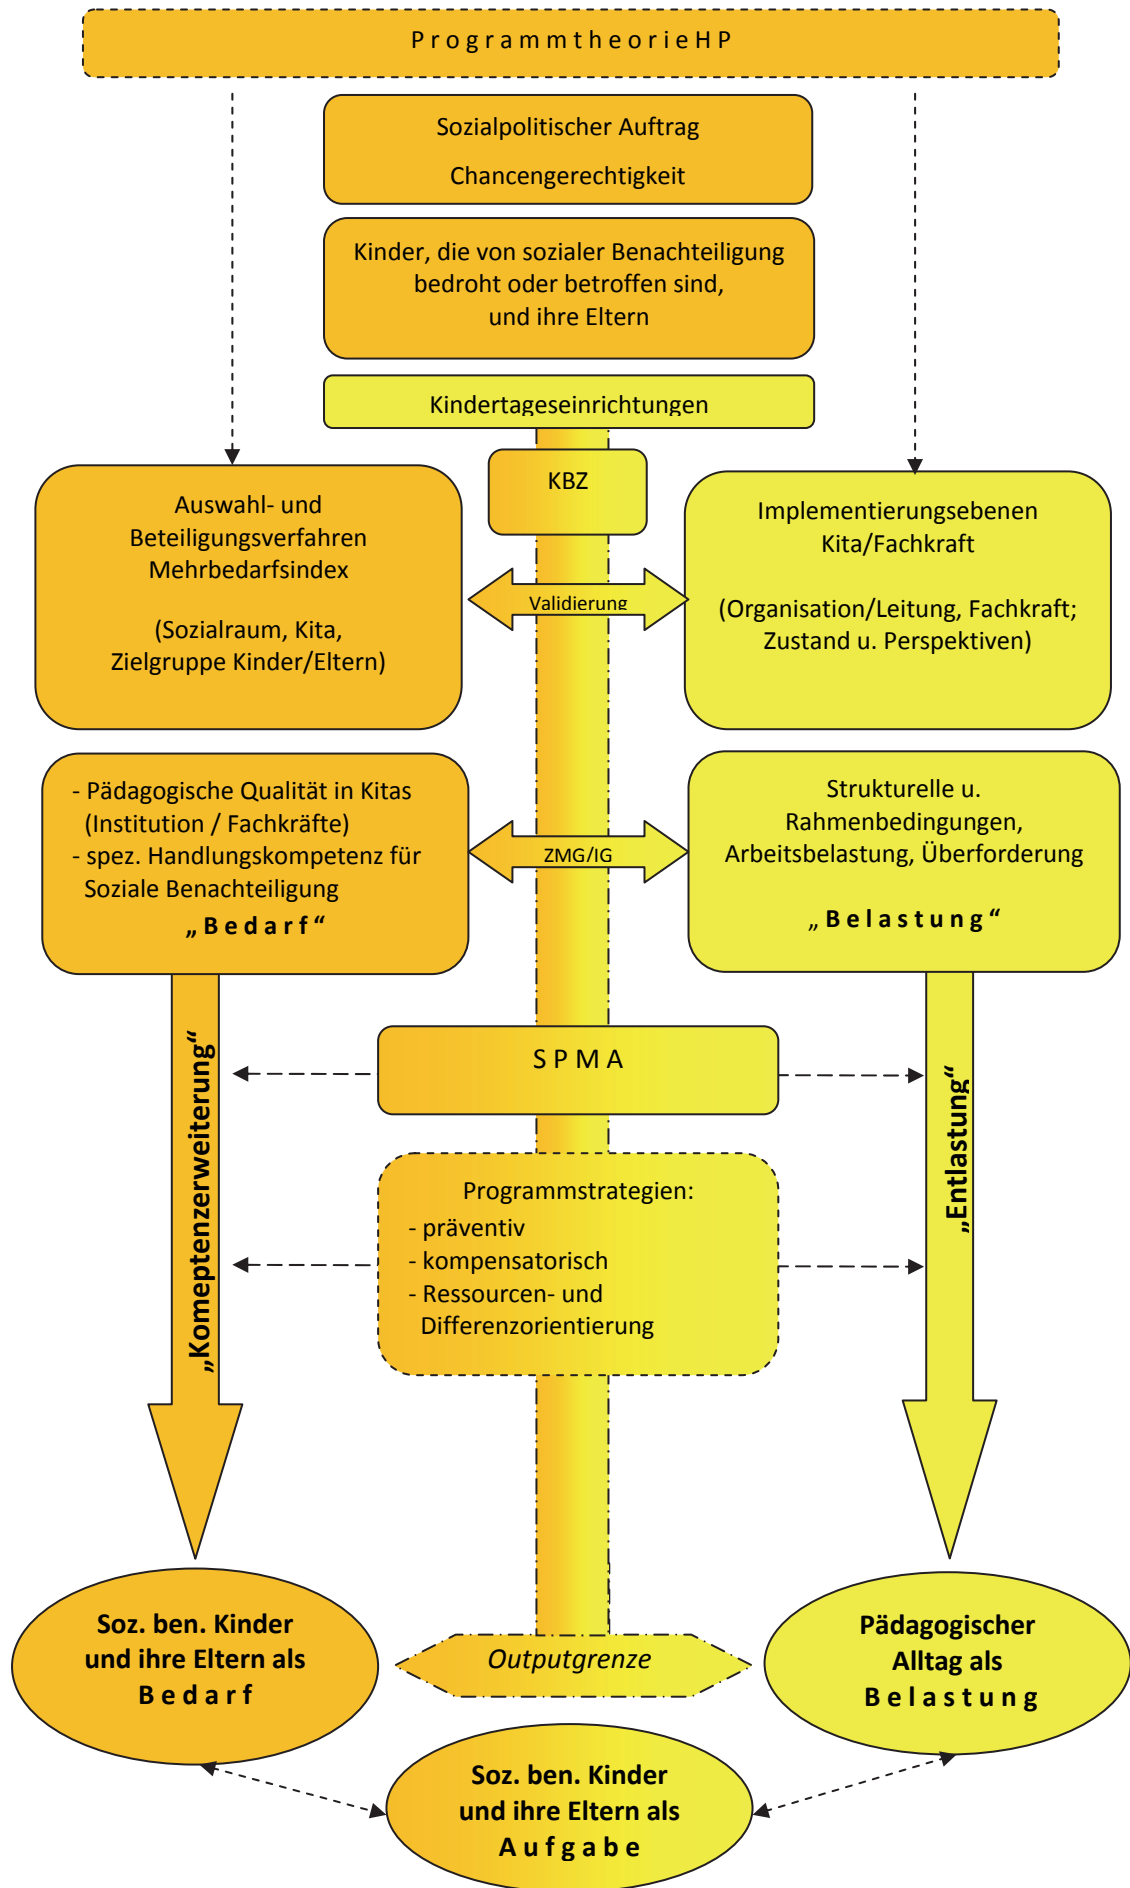 P r o g r a m m t h e o r i e H P
Sozialpolitischer Auftrag
Chancengerechtigkeit
Kinder, die von sozialer Benachteiligung
bedroht oder betroffen sind,
und ihre Eltern
Kindertageseinrichtungen
KBZ
Auswahl- und
Beteiligungsverfahren
Mehrbedarfsindex
(Sozialraum, Kita,
Zielgruppe Kinder/Eltern)
Validierung
Implementierungsebenen
Kita/Fachkraft
(Organisation/Leitung, Fachkraft;
Zustand u. Perspektiven)
- Pädagogische Qualität in Kitas
(Institution / Fachkräfte)
- spez. Handlungskompetenz für
Soziale Benachteiligung
„ B e d a r f “
ZMG/IG
Strukturelle u.
Rahmenbedingungen,
Arbeitsbelastung, Überforderung
„ B e l a s t u n g “
„Komeptenzerweiterung“
S P M A
„Entlastung“
Programmstrategien:
- präventiv
- kompensatorisch
- Ressourcen- und
Differenzorientierung
Soz. ben. Kinder
und ihre Eltern als
B e d a r f
Outputgrenze
Pädagogischer
Alltag als
B e l a s t u n g
Soz. ben. Kinder
und ihre Eltern als
A u f g a b e